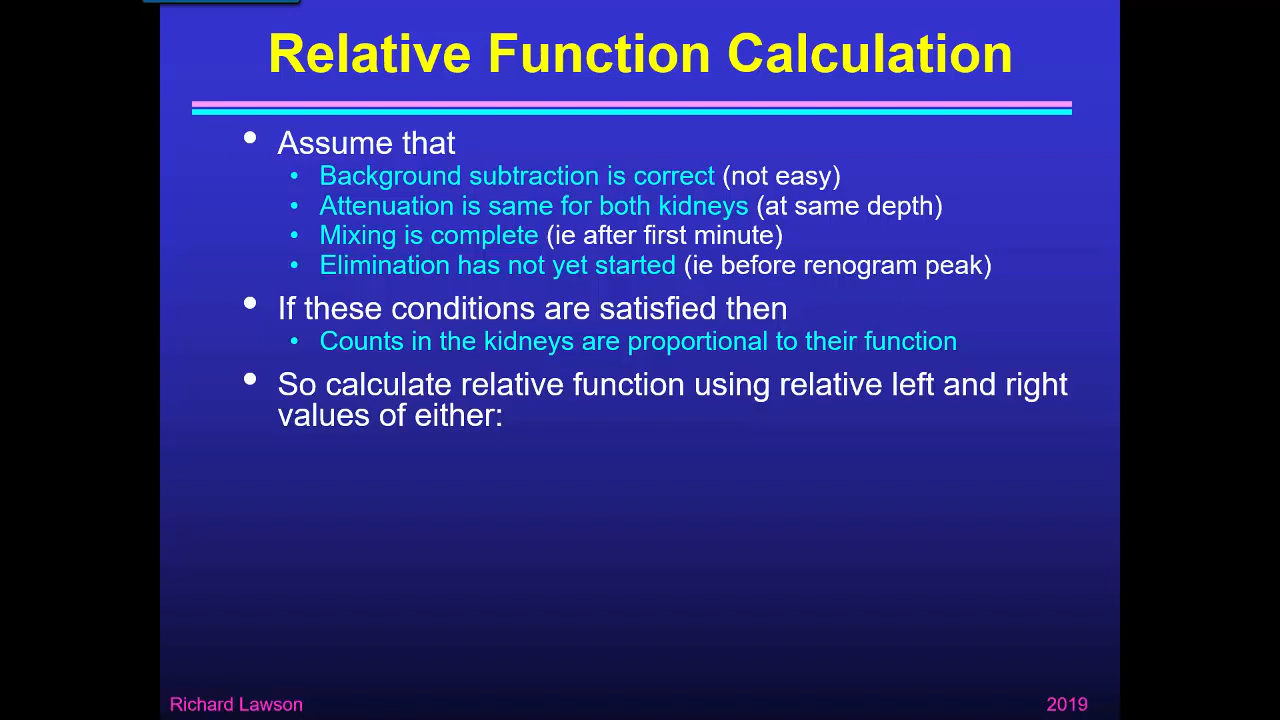 Relative Function Calculation
• Assume that
• Background subtraction is correct (not easy)
• Attenuation is same for both kidneys (at same depth)
• Mixing is complete (ie after first minute)
• Elimination has not yet started (ie before renogram peak)
• If these conditions are satisfied then
• Counts in the kidneys are proportional to their function
• So calculate relative function using relative left and right
values of either:
Richard Lawson
2019